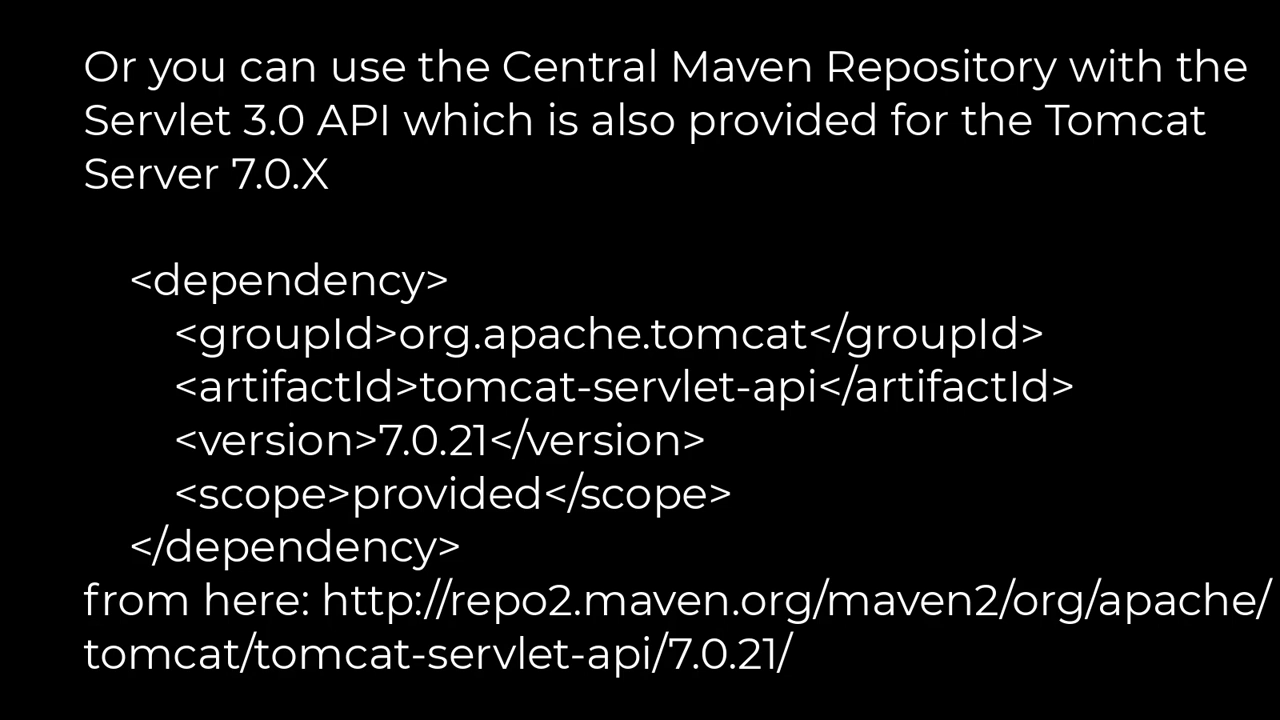 Or you can use the Central Maven Repository with the
Servlet 3.0 API which is also provided for the Tomcat
Server 7.0.X
<dependency>
<groupId>org.apache.tomcat</groupId>
<artifactId>tomcat-servlet-api</artifactId>
<version>7.0.21</version>
<scope>provided</scope>
</dependency>
from here: http://repo2.maven.org/maven2/org/apache/
tomcat/tomcat-servlet-api/7.0.21/